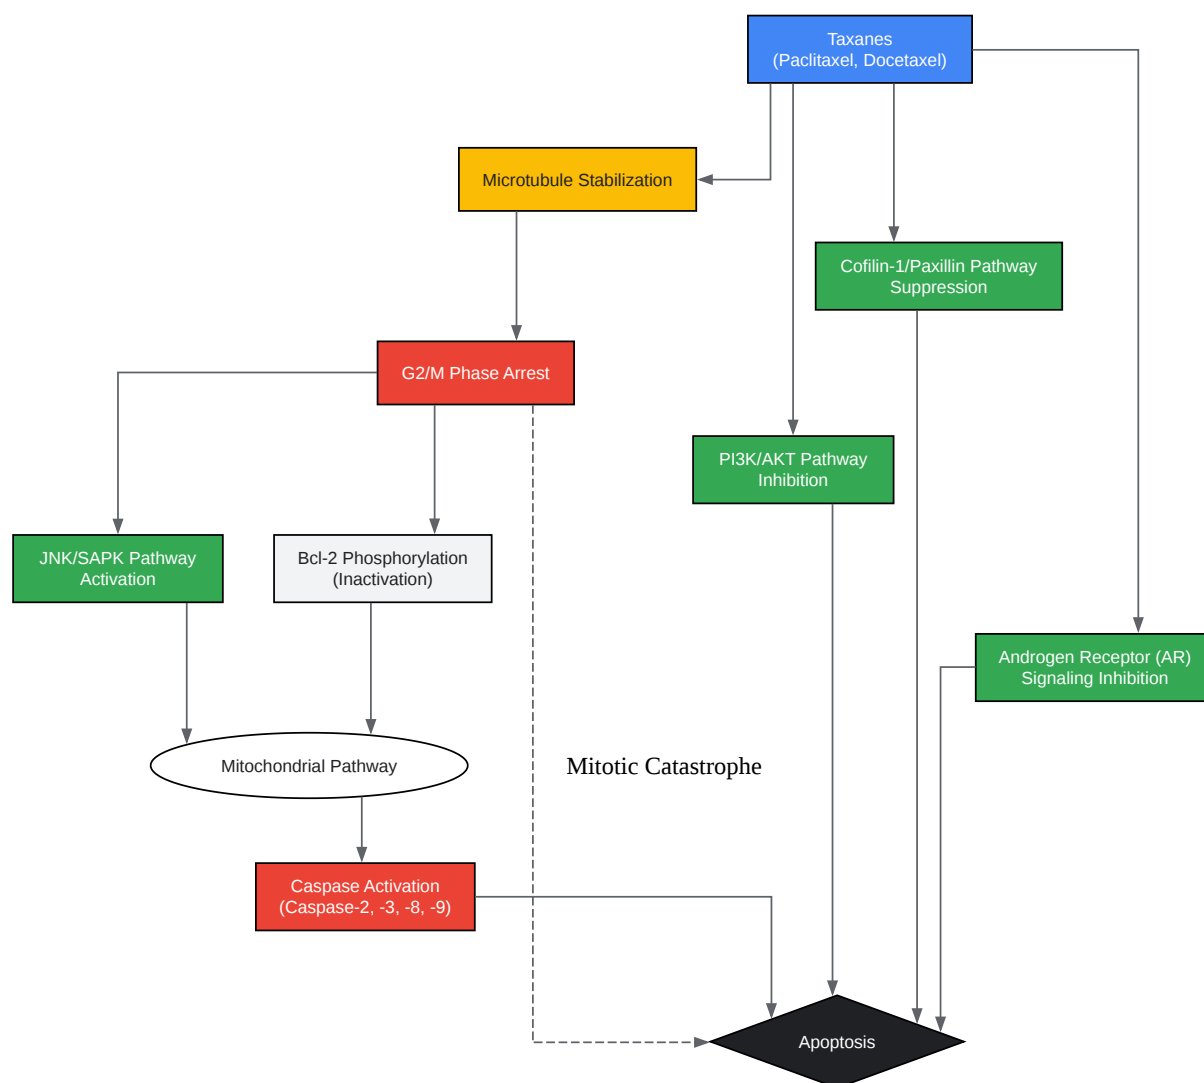 Taxanes
(Paclitaxel, Docetaxel)
Microtubule Stabilization
Cofilin-1/Paxillin Pathway
Suppression
G2/M Phase Arrest
PI3K/AKT Pathway
Inhibition
JNK/SAPK Pathway
Activation
Bcl-2 Phosphorylation
(Inactivation)
Androgen Receptor (AR)
Signaling Inhibition
Mitochondrial Pathway
Mitotic Catastrophe
Caspase Activation
(Caspase-2, -3, -8, -9)
Apoptosis